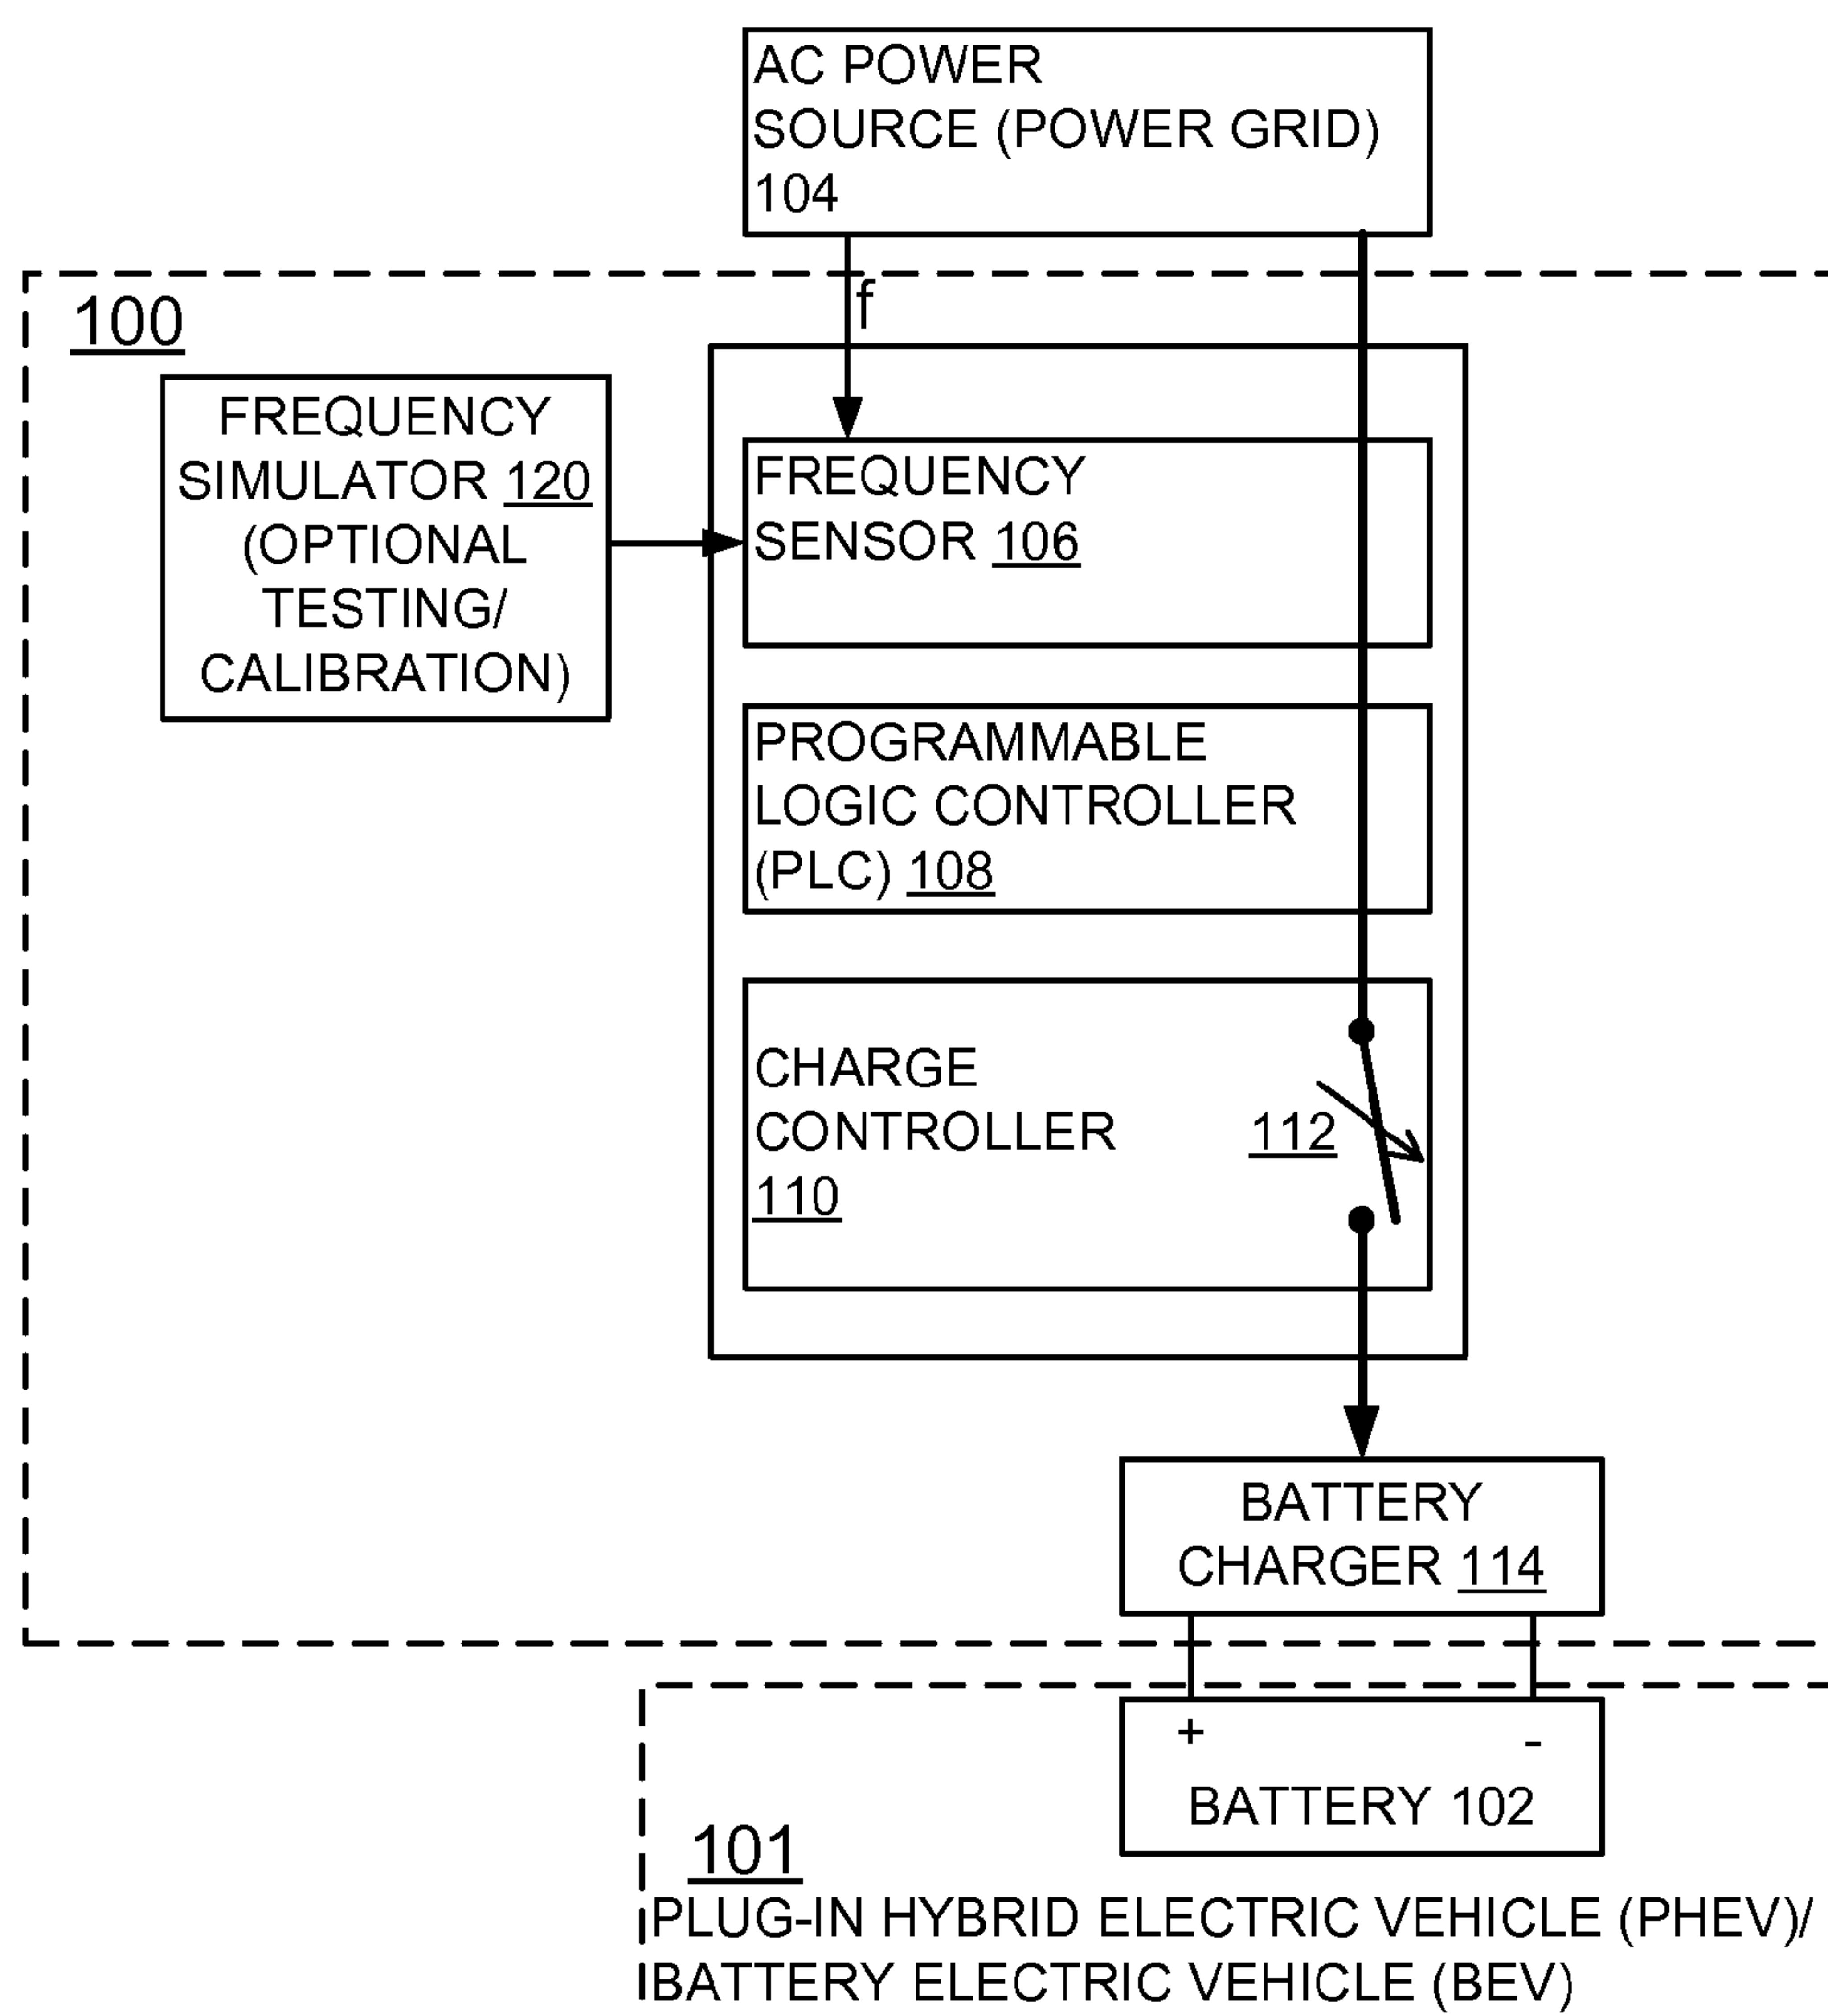 AC POWER
SOURCE (POWER GRID)
104
f
100
FREQUENCY
SIMULATOR 120
(OPTIONAL
TESTING/
CALIBRATION)
FREQUENCY
SENSOR 106
PROGRAMMABLE
LOGIC CONTROLLER
(PLC) 108
CHARGE
CONTROLLER
110
112
BATTERY
CHARGER 114
+ -
BATTERY 102
101
PLUG-IN HYBRID ELECTRIC VEHICLE (PHEV)/
BATTERY ELECTRIC VEHICLE (BEV)